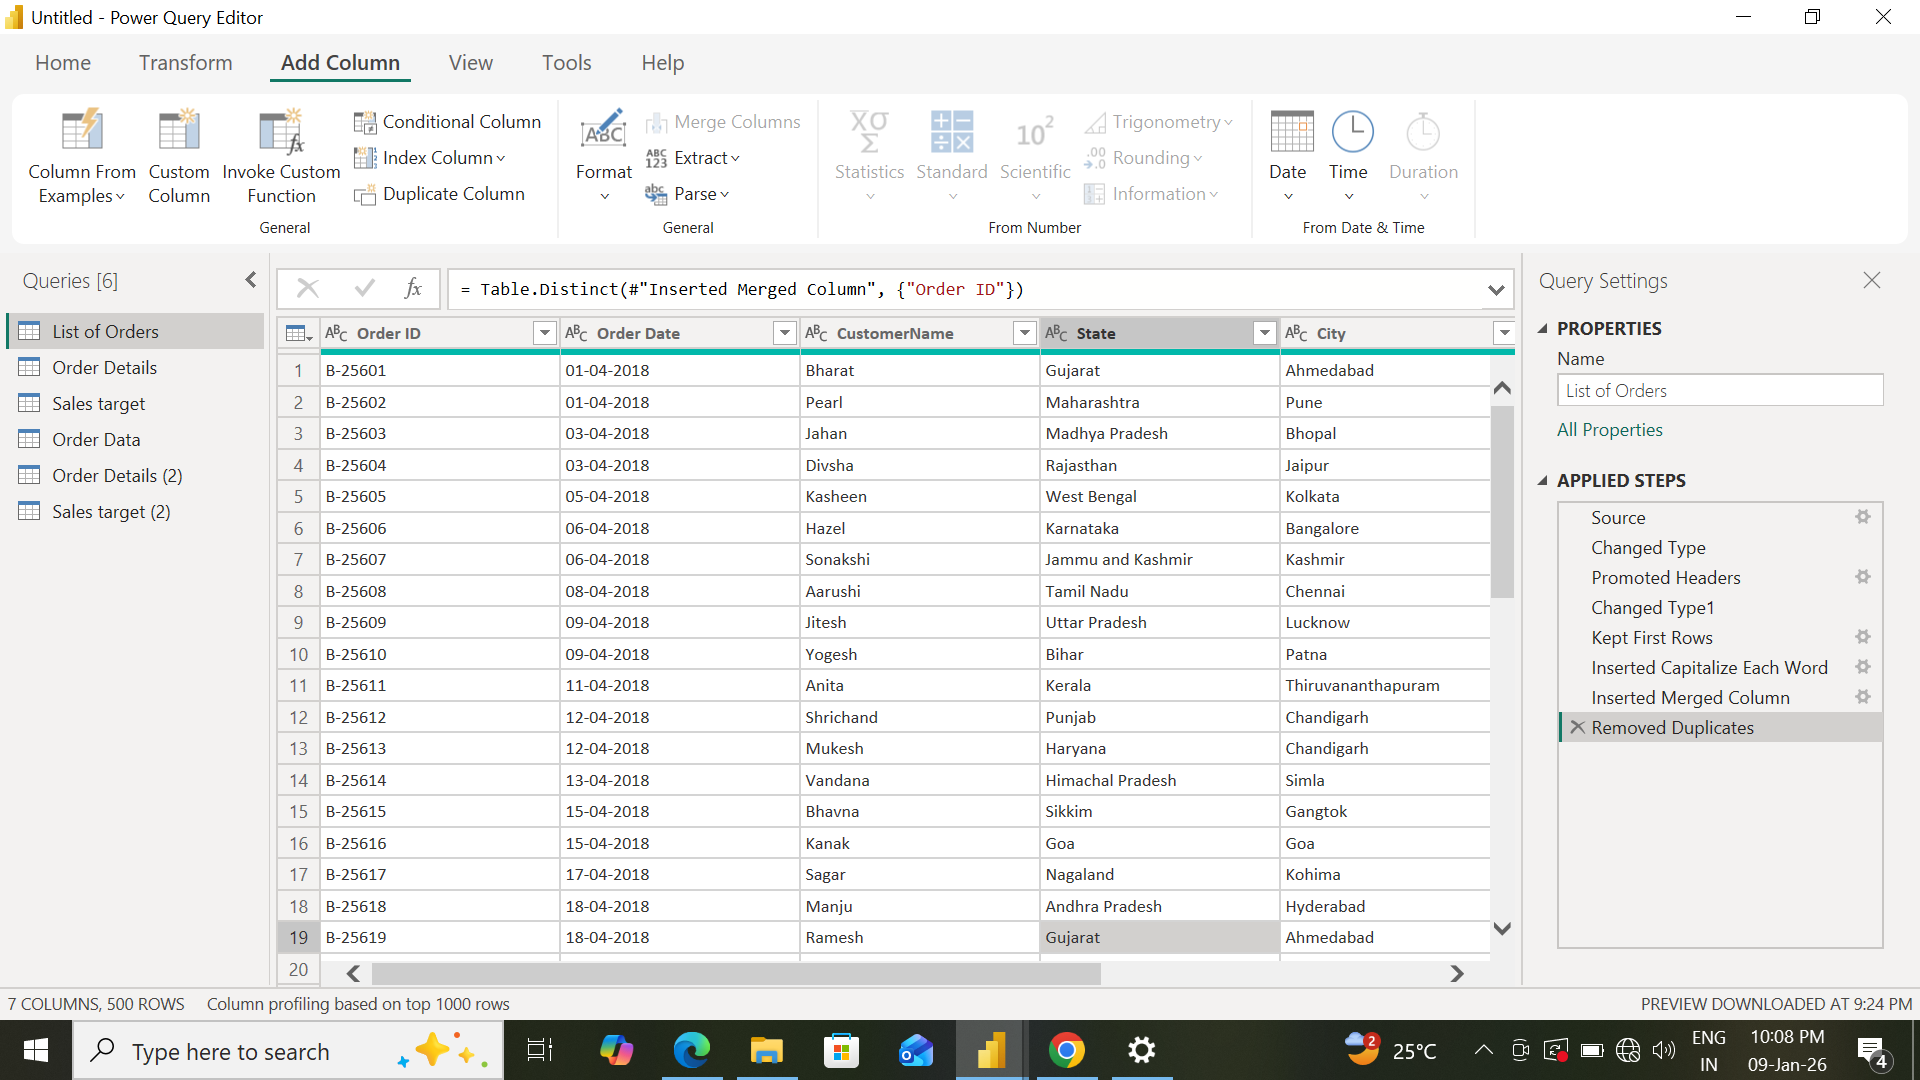 Untitled - Power Query Editor
Home Transform Add Column View Tools Help
Column From Examples
Custom Column
Invoke Custom Function
Conditional Column
Index Column
Duplicate Column
General
Format
Merge Columns
Extract
Parse
General
Statistics
Standard
Scientific
Trigonometry
Rounding
Information
From Number
Date
Time
Duration
From Date & Time
Queries [6]
List of Orders
Order Details
Sales target
Order Data
Order Details (2)
Sales target (2)
= Table.Distinct(#"Inserted Merged Column", {"Order ID"})
Order ID Order Date CustomerName State City
1 B-25601 01-04-2018 Bharat Gujarat Ahmedabad
2 B-25602 01-04-2018 Pearl Maharashtra Pune
3 B-25603 03-04-2018 Jahan Madhya Pradesh Bhopal
4 B-25604 03-04-2018 Divsha Rajasthan Jaipur
5 B-25605 05-04-2018 Kasheen West Bengal Kolkata
6 B-25606 06-04-2018 Hazel Karnataka Bangalore
7 B-25607 06-04-2018 Sonakshi Jammu and Kashmir Kashmir
8 B-25608 08-04-2018 Aarushi Tamil Nadu Chennai
9 B-25609 09-04-2018 Jitesh Uttar Pradesh Lucknow
10 B-25610 09-04-2018 Yogesh Bihar Patna
11 B-25611 11-04-2018 Anita Kerala Thiruvananthapuram
12 B-25612 12-04-2018 Shrichand Punjab Chandigarh
13 B-25613 12-04-2018 Mukesh Haryana Chandigarh
14 B-25614 13-04-2018 Vandana Himachal Pradesh Simla
15 B-25615 15-04-2018 Bhavna Sikkim Gangtok
16 B-25616 15-04-2018 Kanak Goa Goa
17 B-25617 17-04-2018 Sagar Nagaland Kohima
18 B-25618 18-04-2018 Manju Andhra Pradesh Hyderabad
19 B-25619 18-04-2018 Ramesh Gujarat Ahmedabad
20
Query Settings
PROPERTIES
Name
List of Orders
All Properties
APPLIED STEPS
Source
Changed Type
Promoted Headers
Changed Type1
Kept First Rows
Inserted Capitalize Each Word
Inserted Merged Column
Removed Duplicates
7 COLUMNS, 500 ROWS Column profiling based on top 1000 rows
PREVIEW DOWNLOADED AT 9:24 PM
Type here to search
2
25°C
ENG
IN
10:08 PM
09-Jan-26
4